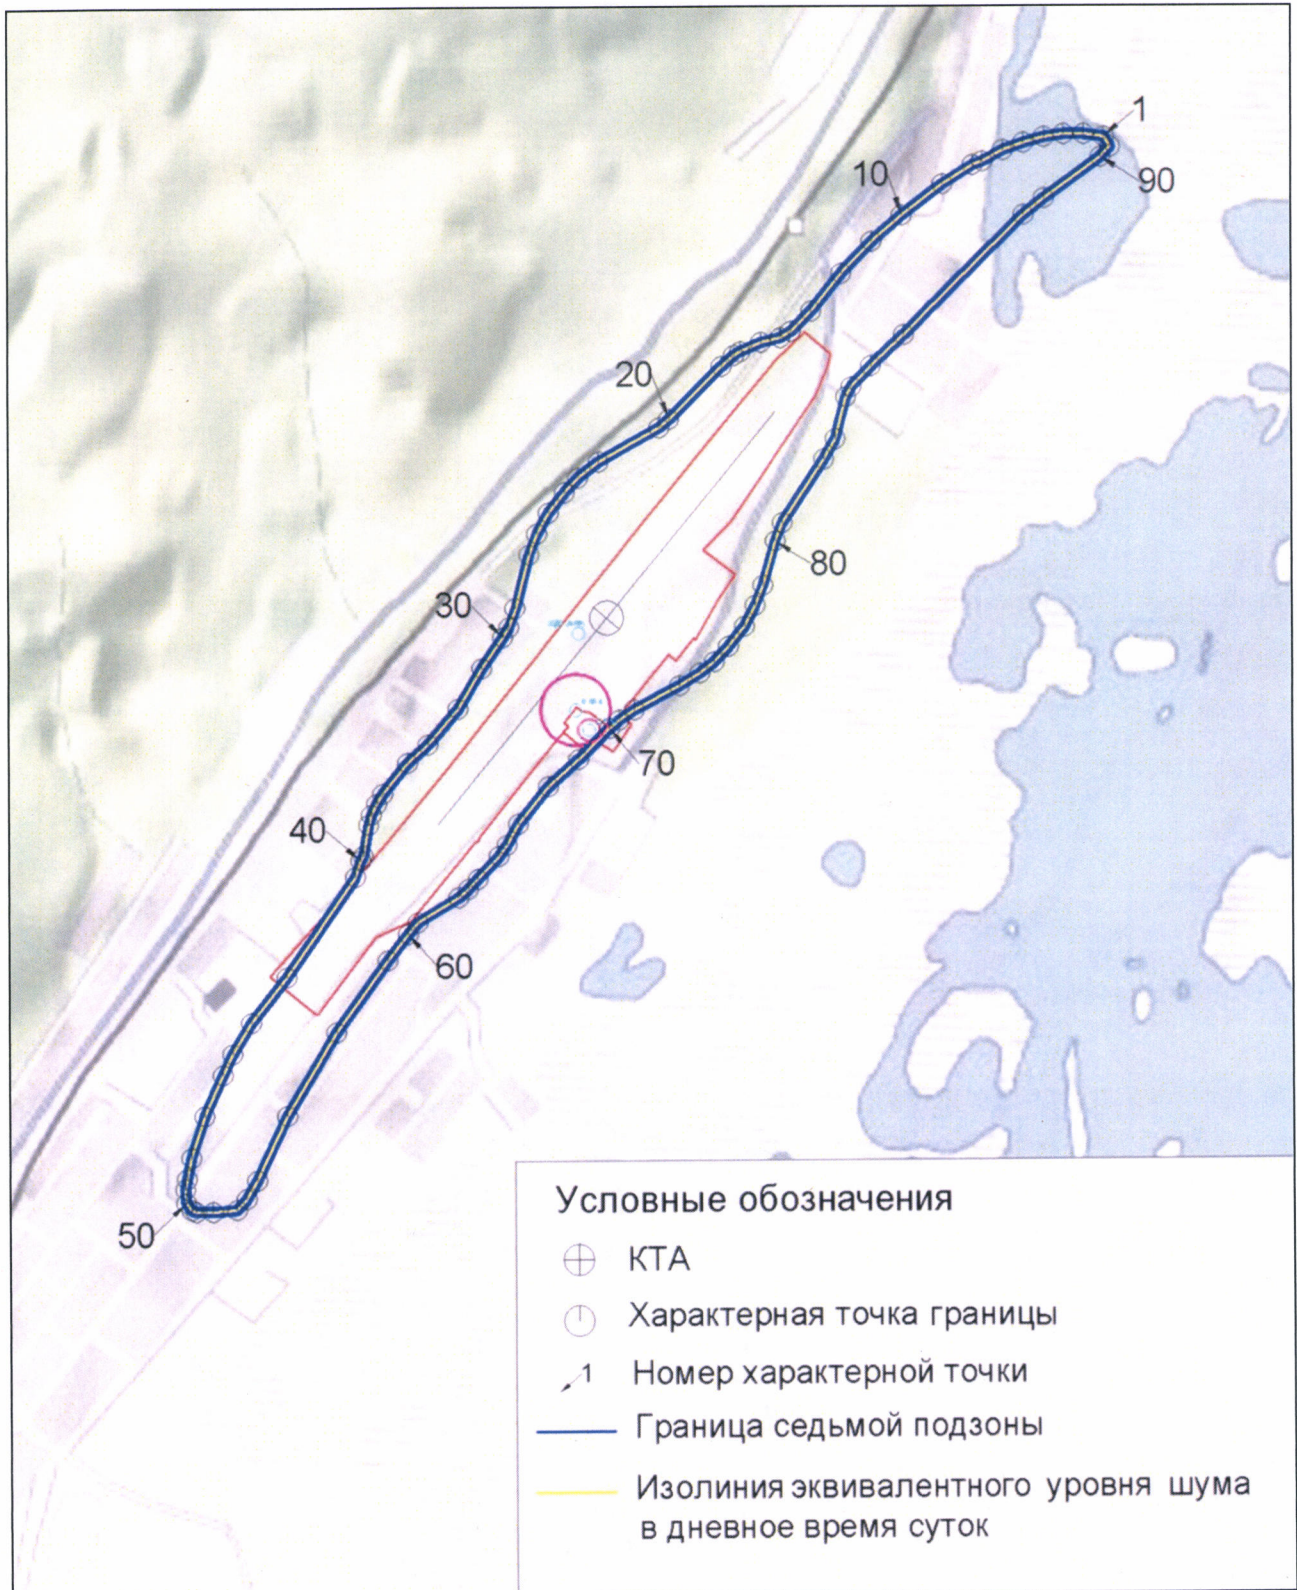 1
90
10
20
80
30
70
40
60
50
Условные обозначения
КТА
Характерная точка границы
1 Номер характерной точки
Граница седьмой подзоны
Изолиния эквивалентного уровня шума
в дневное время суток